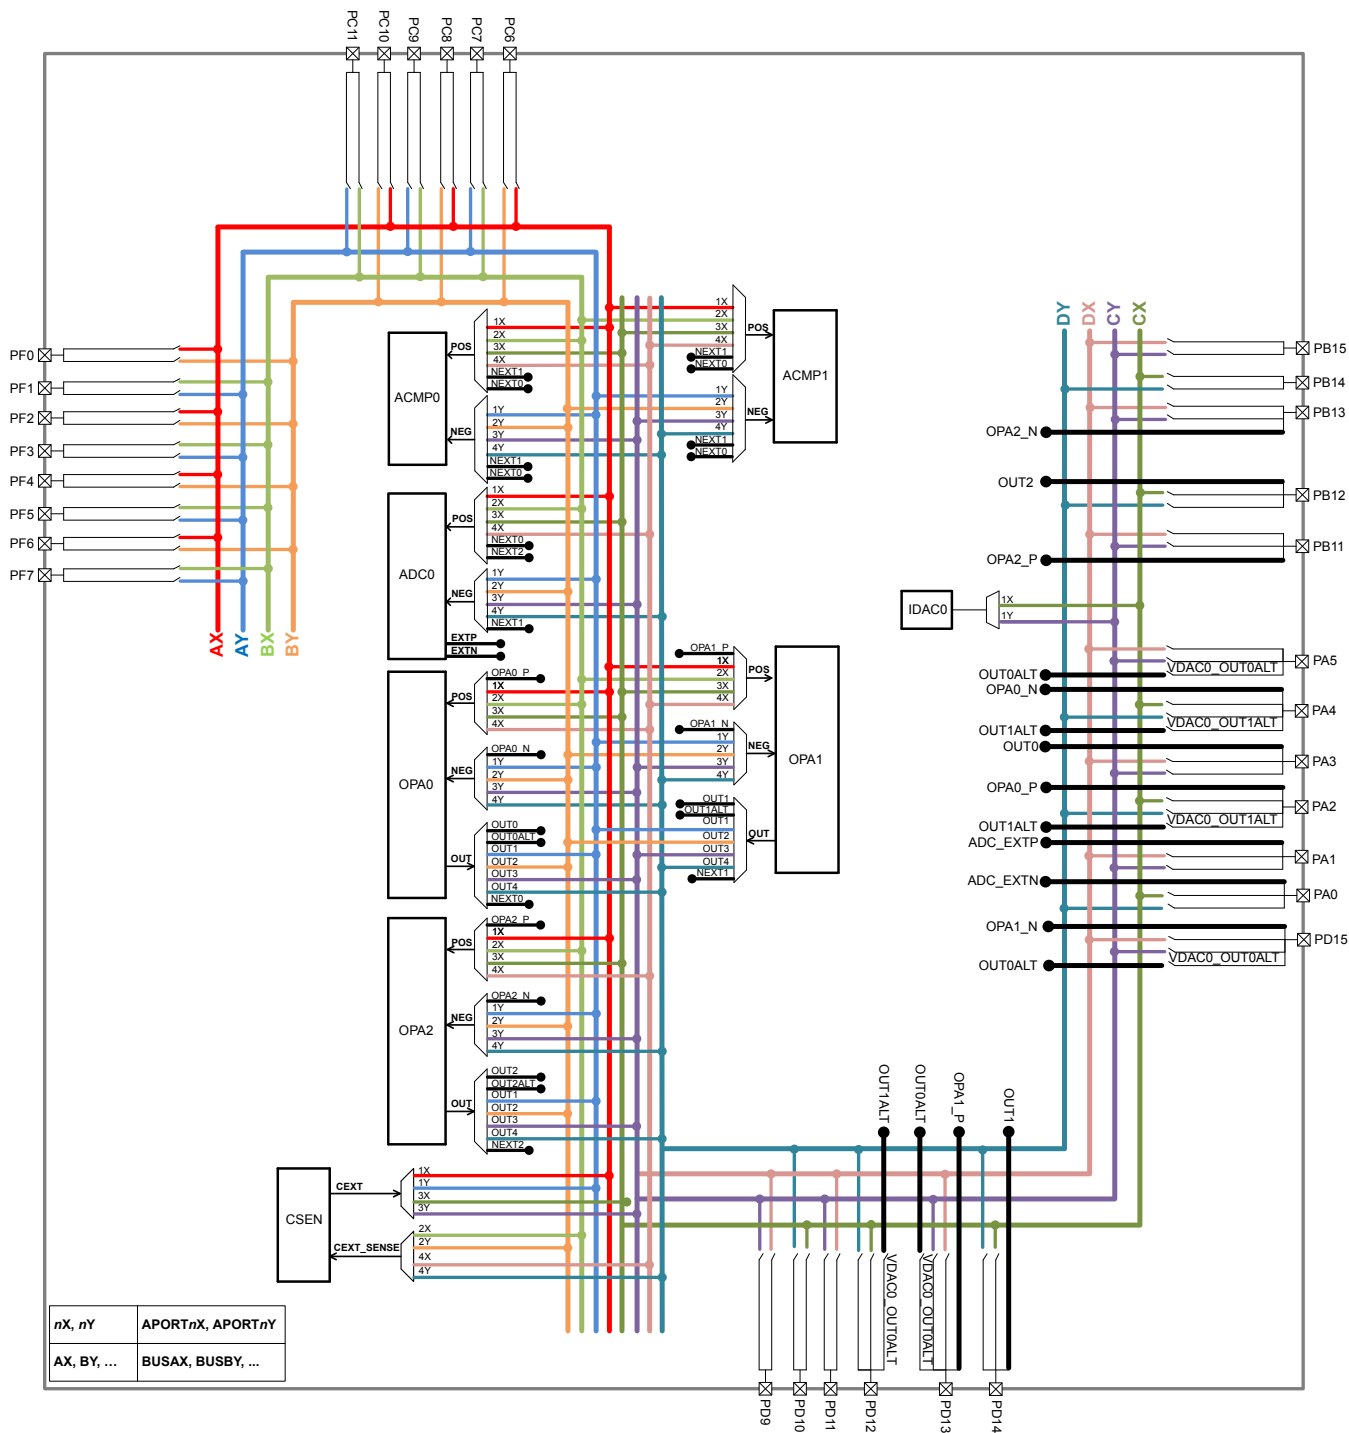 PC11
PC10
PC9
PC8
PC7
PC6
PF0
PF1
PF2
PF3
PF4
PF5
PF6
PF7
AX
AY
BX
BY
ACMP0
POS
1X
2X
3X
4X
NEXT1
NEXT0
NEG
1Y
2Y
3Y
4Y
NEXT1
NEXT0
ADC0
POS
1X
2X
3X
4X
NEXT0
NEXT2
NEG
1Y
2Y
3Y
4Y
NEXT1
EXTP
EXTN
OPA0
POS
OPA0_P
1X
2X
3X
4X
NEG
OPA0_N
1Y
2Y
3Y
4Y
OUT
OUT0
OUT0ALT
OUT1
OUT2
OUT3
OUT4
NEXT0
OPA2
POS
OPA2_P
1X
2X
3X
4X
NEG
OPA2_N
1Y
2Y
3Y
4Y
OUT
OUT2
OUT2ALT
OUT1
OUT2
OUT3
OUT4
NEXT2
CSEN
CEXT
1X
1Y
3X
3Y
CEXT_SENSE
2X
2Y
4X
4Y
ACMP1
1X
2X
3X
4X
NEXT1
NEXT0
POS
1Y
2Y
3Y
4Y
NEXT1
NEXT0
NEG
OPA1
OPA1_P
1X
2X
3X
4X
POS
OPA1_N
1Y
2Y
3Y
4Y
NEG
OUT1
OUT1ALT
OUT1
OUT2
OUT3
OUT4
NEXT1
OUT
DY
DX
CY
CX
PB15
PB14
PB13
OPA2_N
OUT2
PB12
PB11
OPA2_P
IDAC0
1X
1Y
PA5
VDAC0_OUT0ALT
OUT0ALT
OPA0_N
PA4
VDAC0_OUT1ALT
OUT1ALT
OUT0
PA3
OPA0_P
PA2
VDAC0_OUT1ALT
OUT1ALT
ADC_EXTP
PA1
ADC_EXTN
PA0
OPA1_N
PD15
VDAC0_OUT0ALT
OUT0ALT
OUT1ALT
OUT0ALT
OPA1_P
OUT1
VDAC0_OUT0ALT
VDAC0_OUT0ALT
PD9
PD10
PD11
PD12
PD13
PD14
nX, nY APORTnX, APORTnY
AX, BY, ... BUSAX, BUSBY, ...